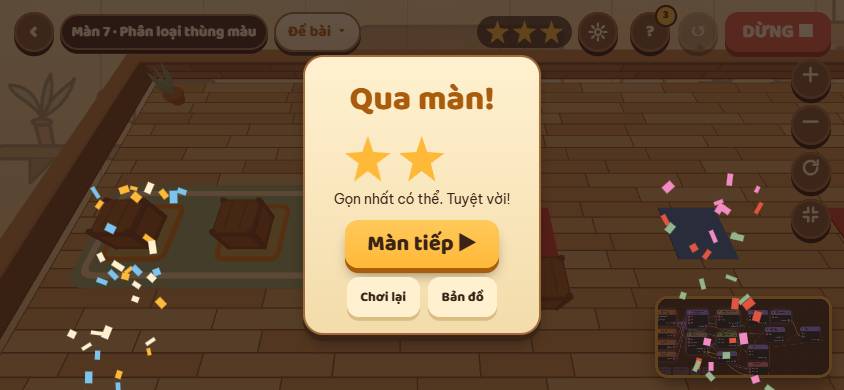 Màn 7 · Phân loại thùng màu
Đề bài
?
3
DỪNG
Qua màn!
Gọn nhất có thể. Tuyệt vời!
Màn tiếp
Chơi lại
Bản đồ